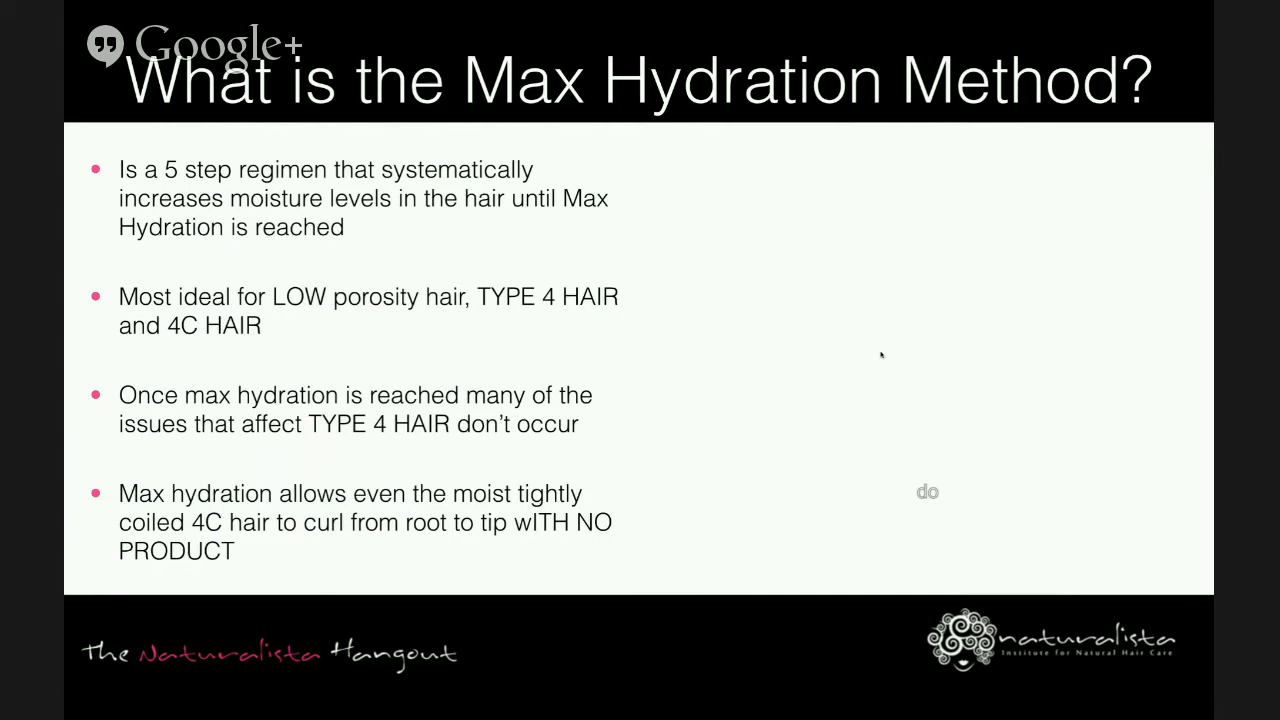 Google+
What is the Max Hydration Method?
Is a 5 step regimen that systematically
increases moisture levels in the hair until Max
Hydration is reached
Most ideal for LOW porosity hair, TYPE 4 HAIR
and 4C HAIR
Once max hydration is reached many of the
issues that affect TYPE 4 HAIR don't occur
Max hydration allows even the moist tightly
coiled 4C hair to curl from root to tip wITH NO
PRODUCT
do
The Naturalista Hangout
naturalista
Institute for Natural Hair Care